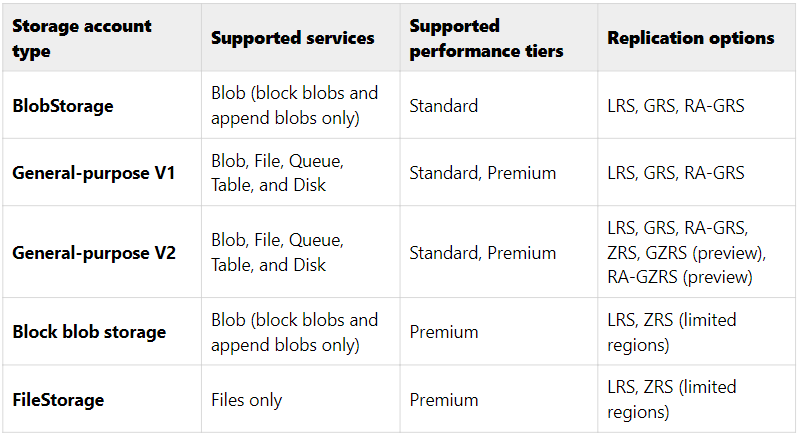 Storage account
type
Supported services
Supported
performance tiers
Replication options
BlobStorage
Blob (block blobs and
append blobs only)
Standard
LRS, GRS, RA-GRS
General-purpose V1
Blob, File, Queue,
Table, and Disk
Standard, Premium
LRS, GRS, RA-GRS
General-purpose V2
Blob, File, Queue,
Table, and Disk
Standard, Premium
LRS, GRS, RA-GRS,
ZRS, GZRS (preview),
RA-GZRS (preview)
Block blob storage
Blob (block blobs and
append blobs only)
Premium
LRS, ZRS (limited
regions)
FileStorage
Files only
Premium
LRS, ZRS (limited
regions)